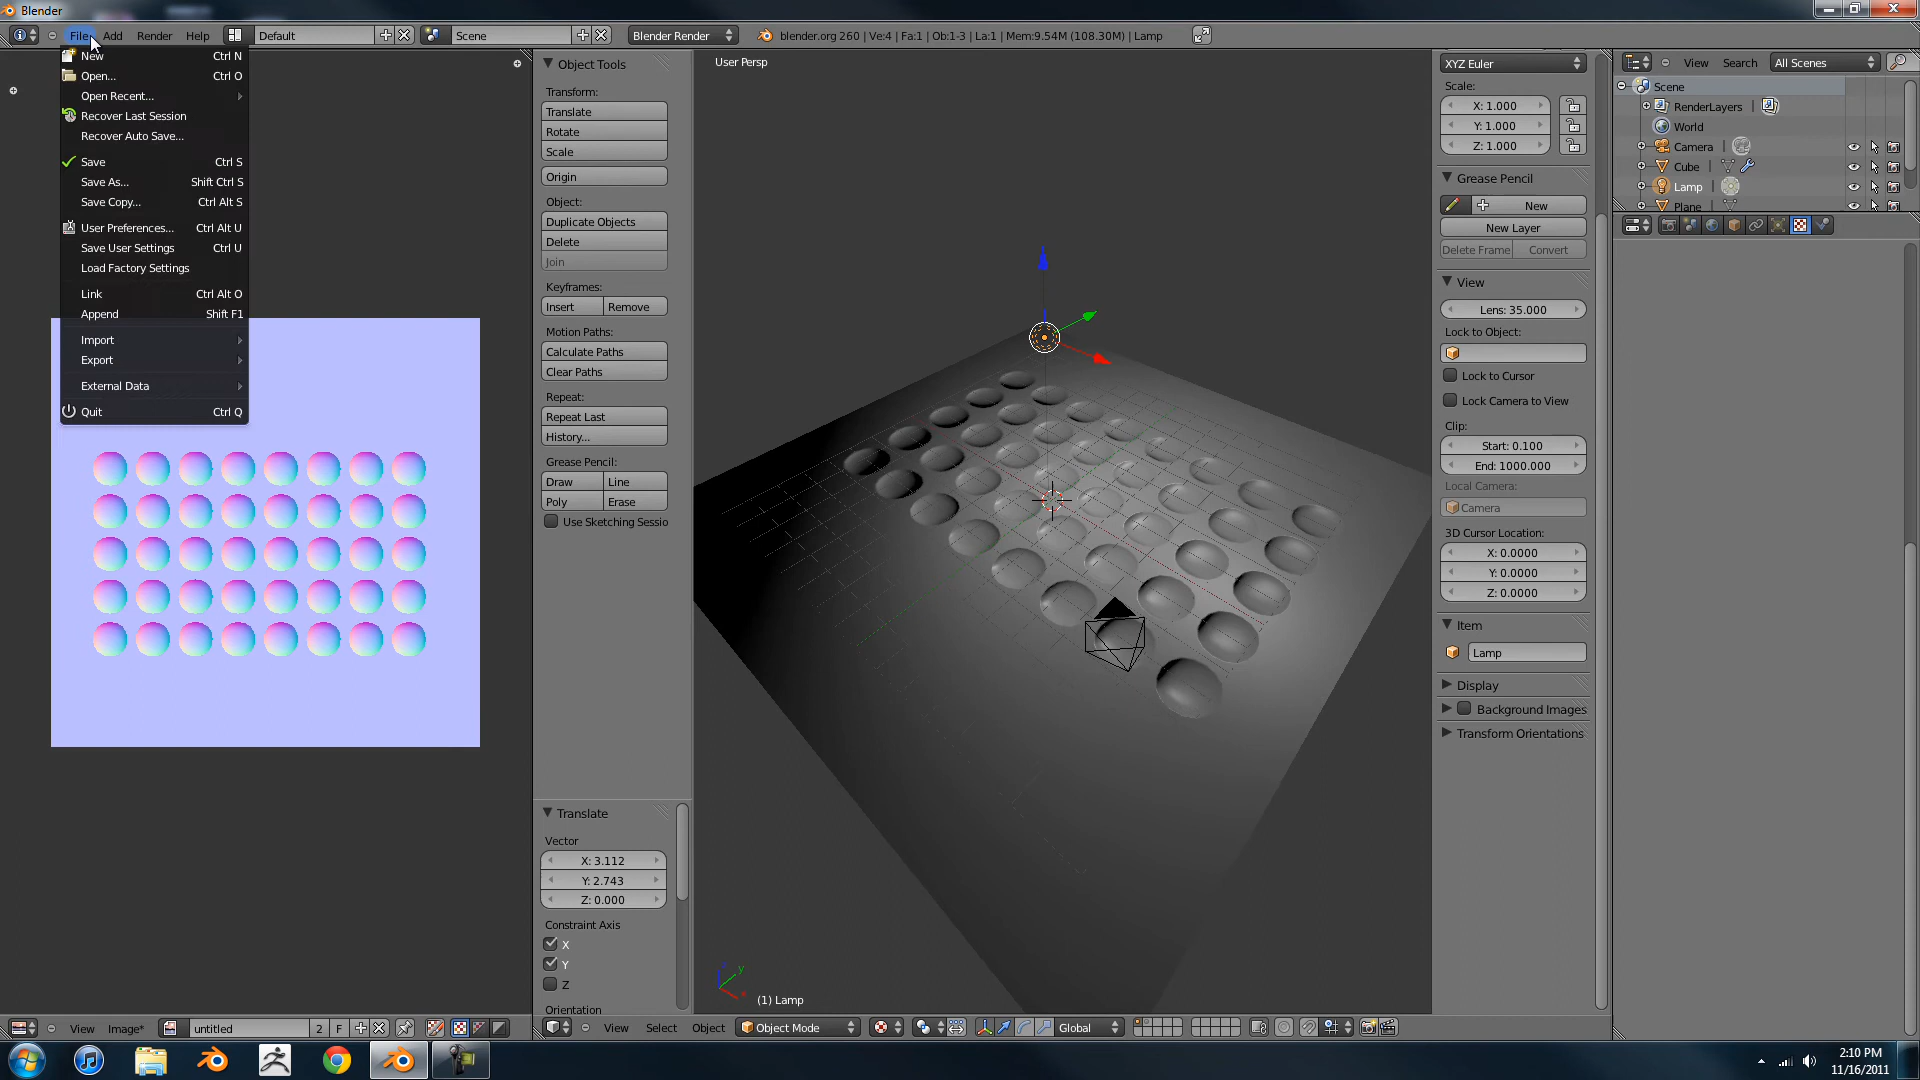 Blender
File Add Render Help Default Scene Blender Render blender.org 260 | Ve:4 | Fa:1 | Ob:1-3 | La:1 | Mem:9.54M (108.30M) | Lamp
New Ctrl N
Open... Ctrl O
Open Recent...
Recover Last Session
Recover Auto Save...
Save Ctrl S
Save As... Shift Ctrl S
Save Copy... Ctrl Alt S
User Preferences... Ctrl Alt U
Save User Settings Ctrl U
Load Factory Settings
Link Ctrl Alt O
Append Shift F1
Import
Export
External Data
Quit Ctrl Q
Object Tools
Transform:
Translate
Rotate
Scale
Origin
Object:
Duplicate Objects
Delete
Join
Keyframes:
Insert Remove
Motion Paths:
Calculate Paths
Clear Paths
Repeat:
Repeat Last
History...
Grease Pencil:
Draw Line
Poly Erase
Use Sketching Sessio
Translate
Vector
X: 3.112
Y: 2.743
Z: 0.000
Constraint Axis
X
Y
Z
Orientation
User Persp
(1) Lamp
XYZ Euler
Scale:
X: 1.000
Y: 1.000
Z: 1.000
Grease Pencil
New
New Layer
Delete Frame Convert
View
Lens: 35.000
Lock to Object:
Lock to Cursor
Lock Camera to View
Clip:
Start: 0.100
End: 1000.000
Local Camera:
Camera
3D Cursor Location:
X: 0.0000
Y: 0.0000
Z: 0.0000
Item
Lamp
Display
Background Images
Transform Orientations
View Search All Scenes
Scene
RenderLayers
World
Camera
Cube
Lamp
Plane
View Image* untitled 2 F
View Select Object Object Mode Global
2:10 PM
11/16/2011